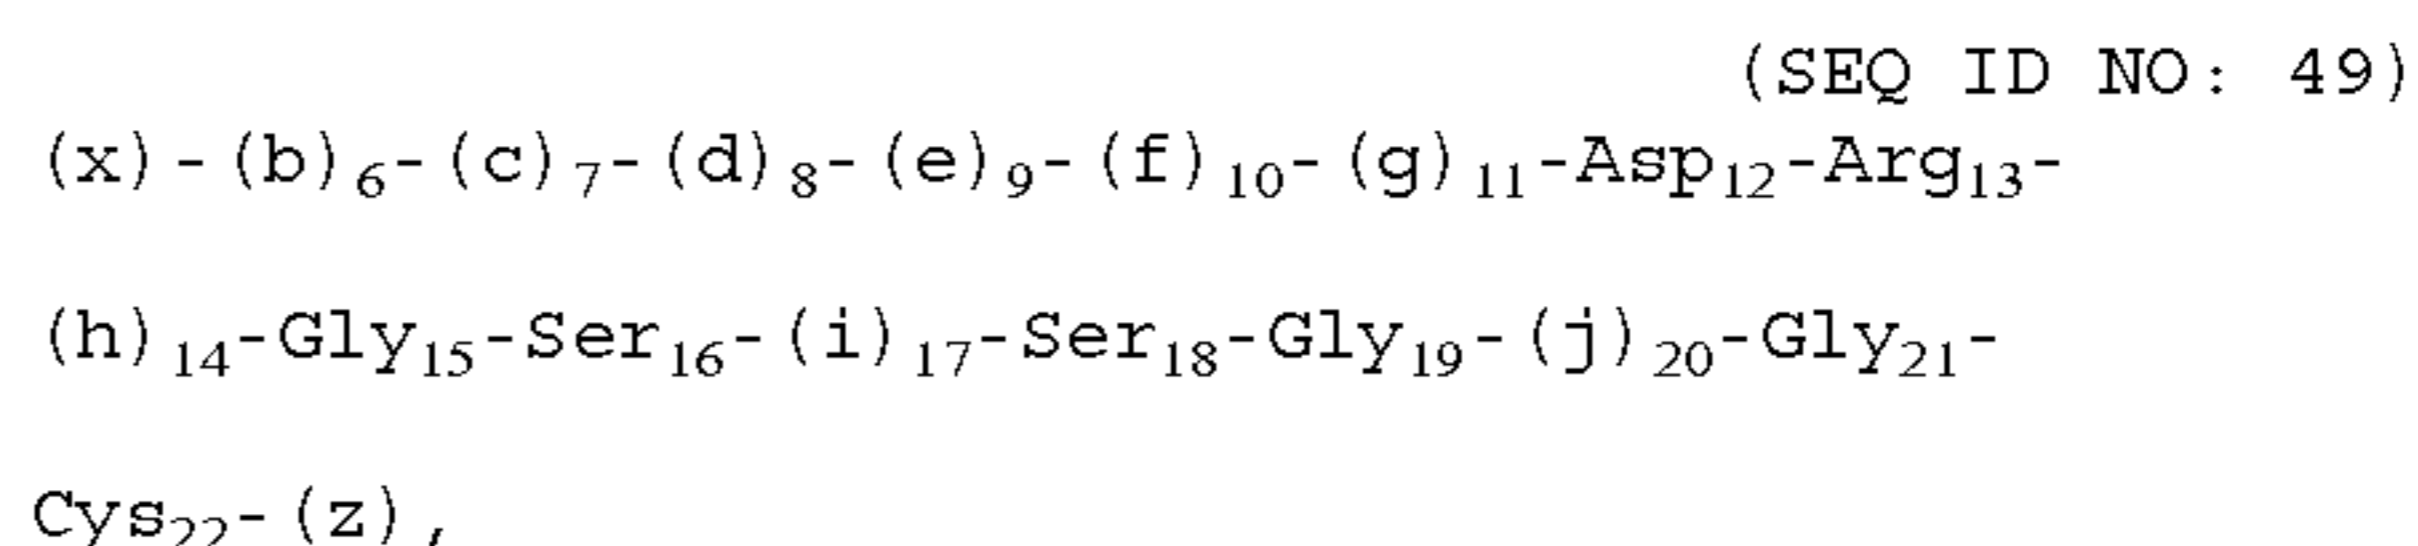 (SEQ ID NO: 49)
(x)-(b)₆-(c)₇-(d)₈-(e)₉-(f)₁₀-(g)₁₁-Asp₁₂-Arg₁₃-
(h)₁₄-Gly₁₅-Ser₁₆-(i)₁₇-Ser₁₈-Gly₁₉-(j)₂₀-Gly₂₁-
Cys₂₂-(z),